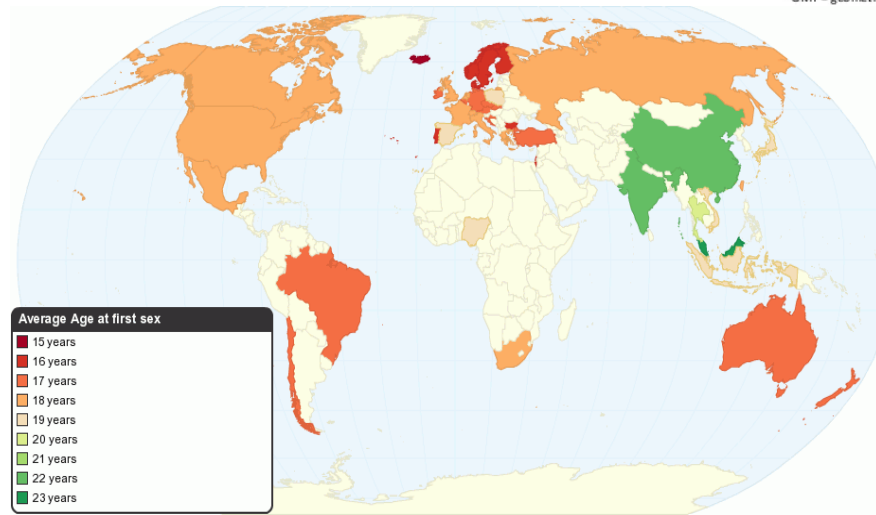 Average Age at first sex
15 years
16 years
17 years
18 years
19 years
20 years
21 years
22 years
23 years